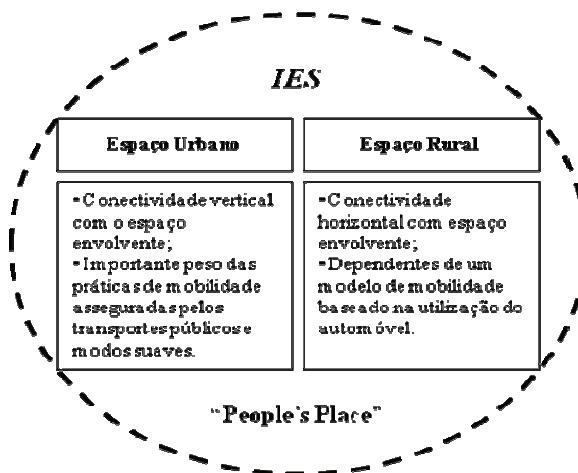 IES
Espaço Urbano
Espaço Rural
▪Conectividade vertical
com o espaço
envolvente;
▪Importante peso das
práticas de mobilidade
asseguradas pelos
transportes públicos e
modos suaves.
▪Conectividade
horizontal com espaço
envolvente;
▪Dependentes de um
modelo de mobilidade
baseado na utilização do
automóvel.
“People’s Place”